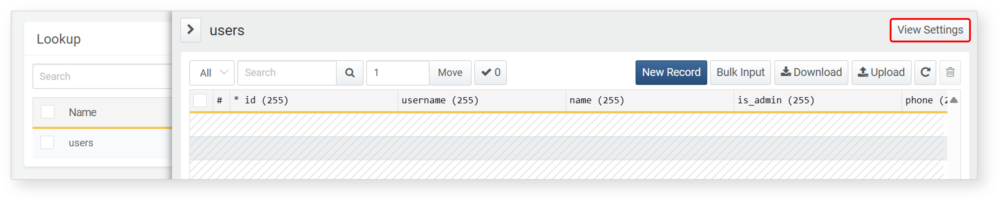 Lookup
Search
Name
users
users
View Settings
All Search 1 Move 0 New Record Bulk Input Download Upload
# * id (255) username (255) name (255) is_admin (255) phone (2